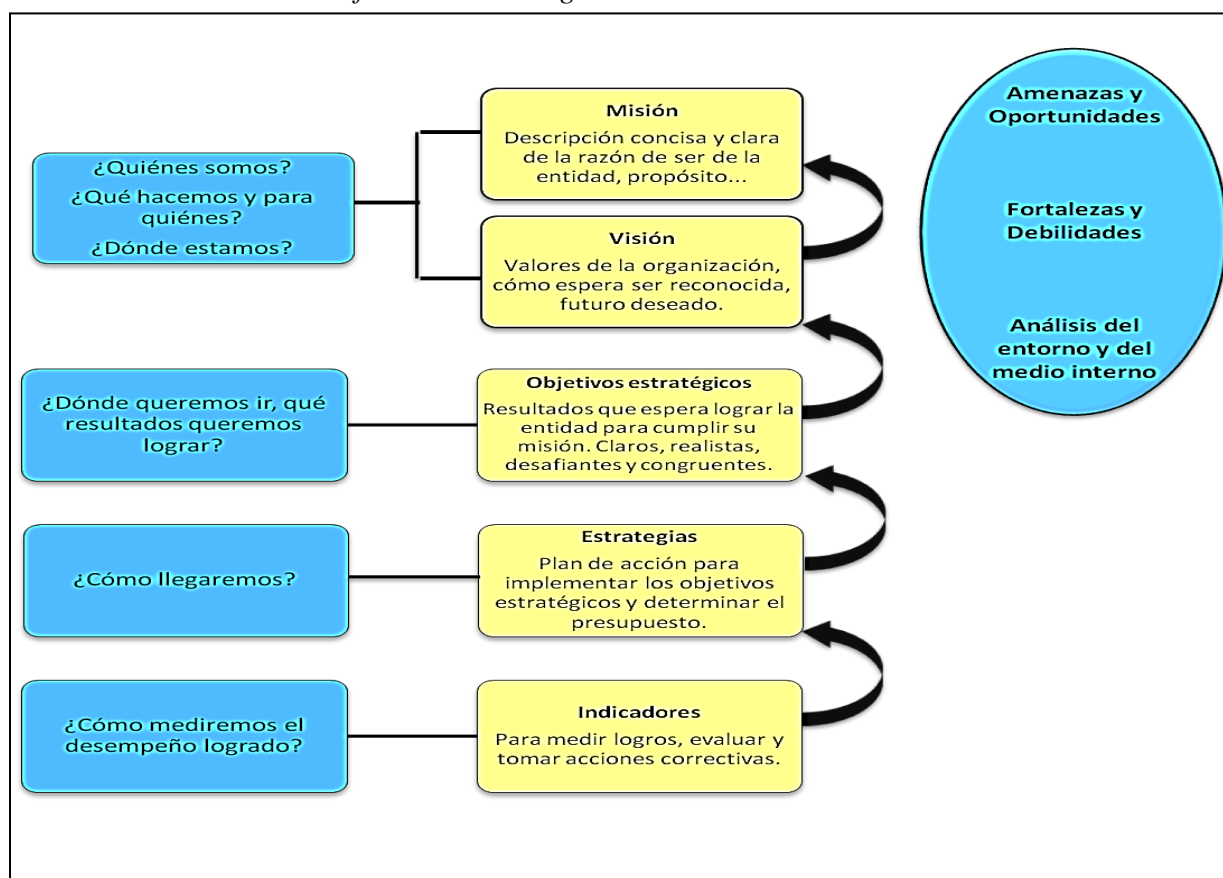 ¿Quiénes somos?
¿Qué hacemos y para
quiénes?
¿Dónde estamos?
Misión
Descripción concisa y clara
de la razón de ser de la
entidad, propósito...
Visión
Valores de la organización,
cómo espera ser reconocida,
futuro deseado.
¿Dónde queremos ir, qué
resultados queremos
lograr?
Objetivos estratégicos
Resultados que espera lograr la
entidad para cumplir su
misión. Claros, realistas,
desafiantes y congruentes.
¿Cómo llegaremos?
Estrategias
Plan de acción para
implementar los objetivos
estratégicos y determinar el
presupuesto.
¿Cómo mediremos el
desempeño logrado?
Indicadores
Para medir logros, evaluar y
tomar acciones correctivas.
Amenazas y
Oportunidades
Fortalezas y
Debilidades
Análisis del
entorno y del
medio interno